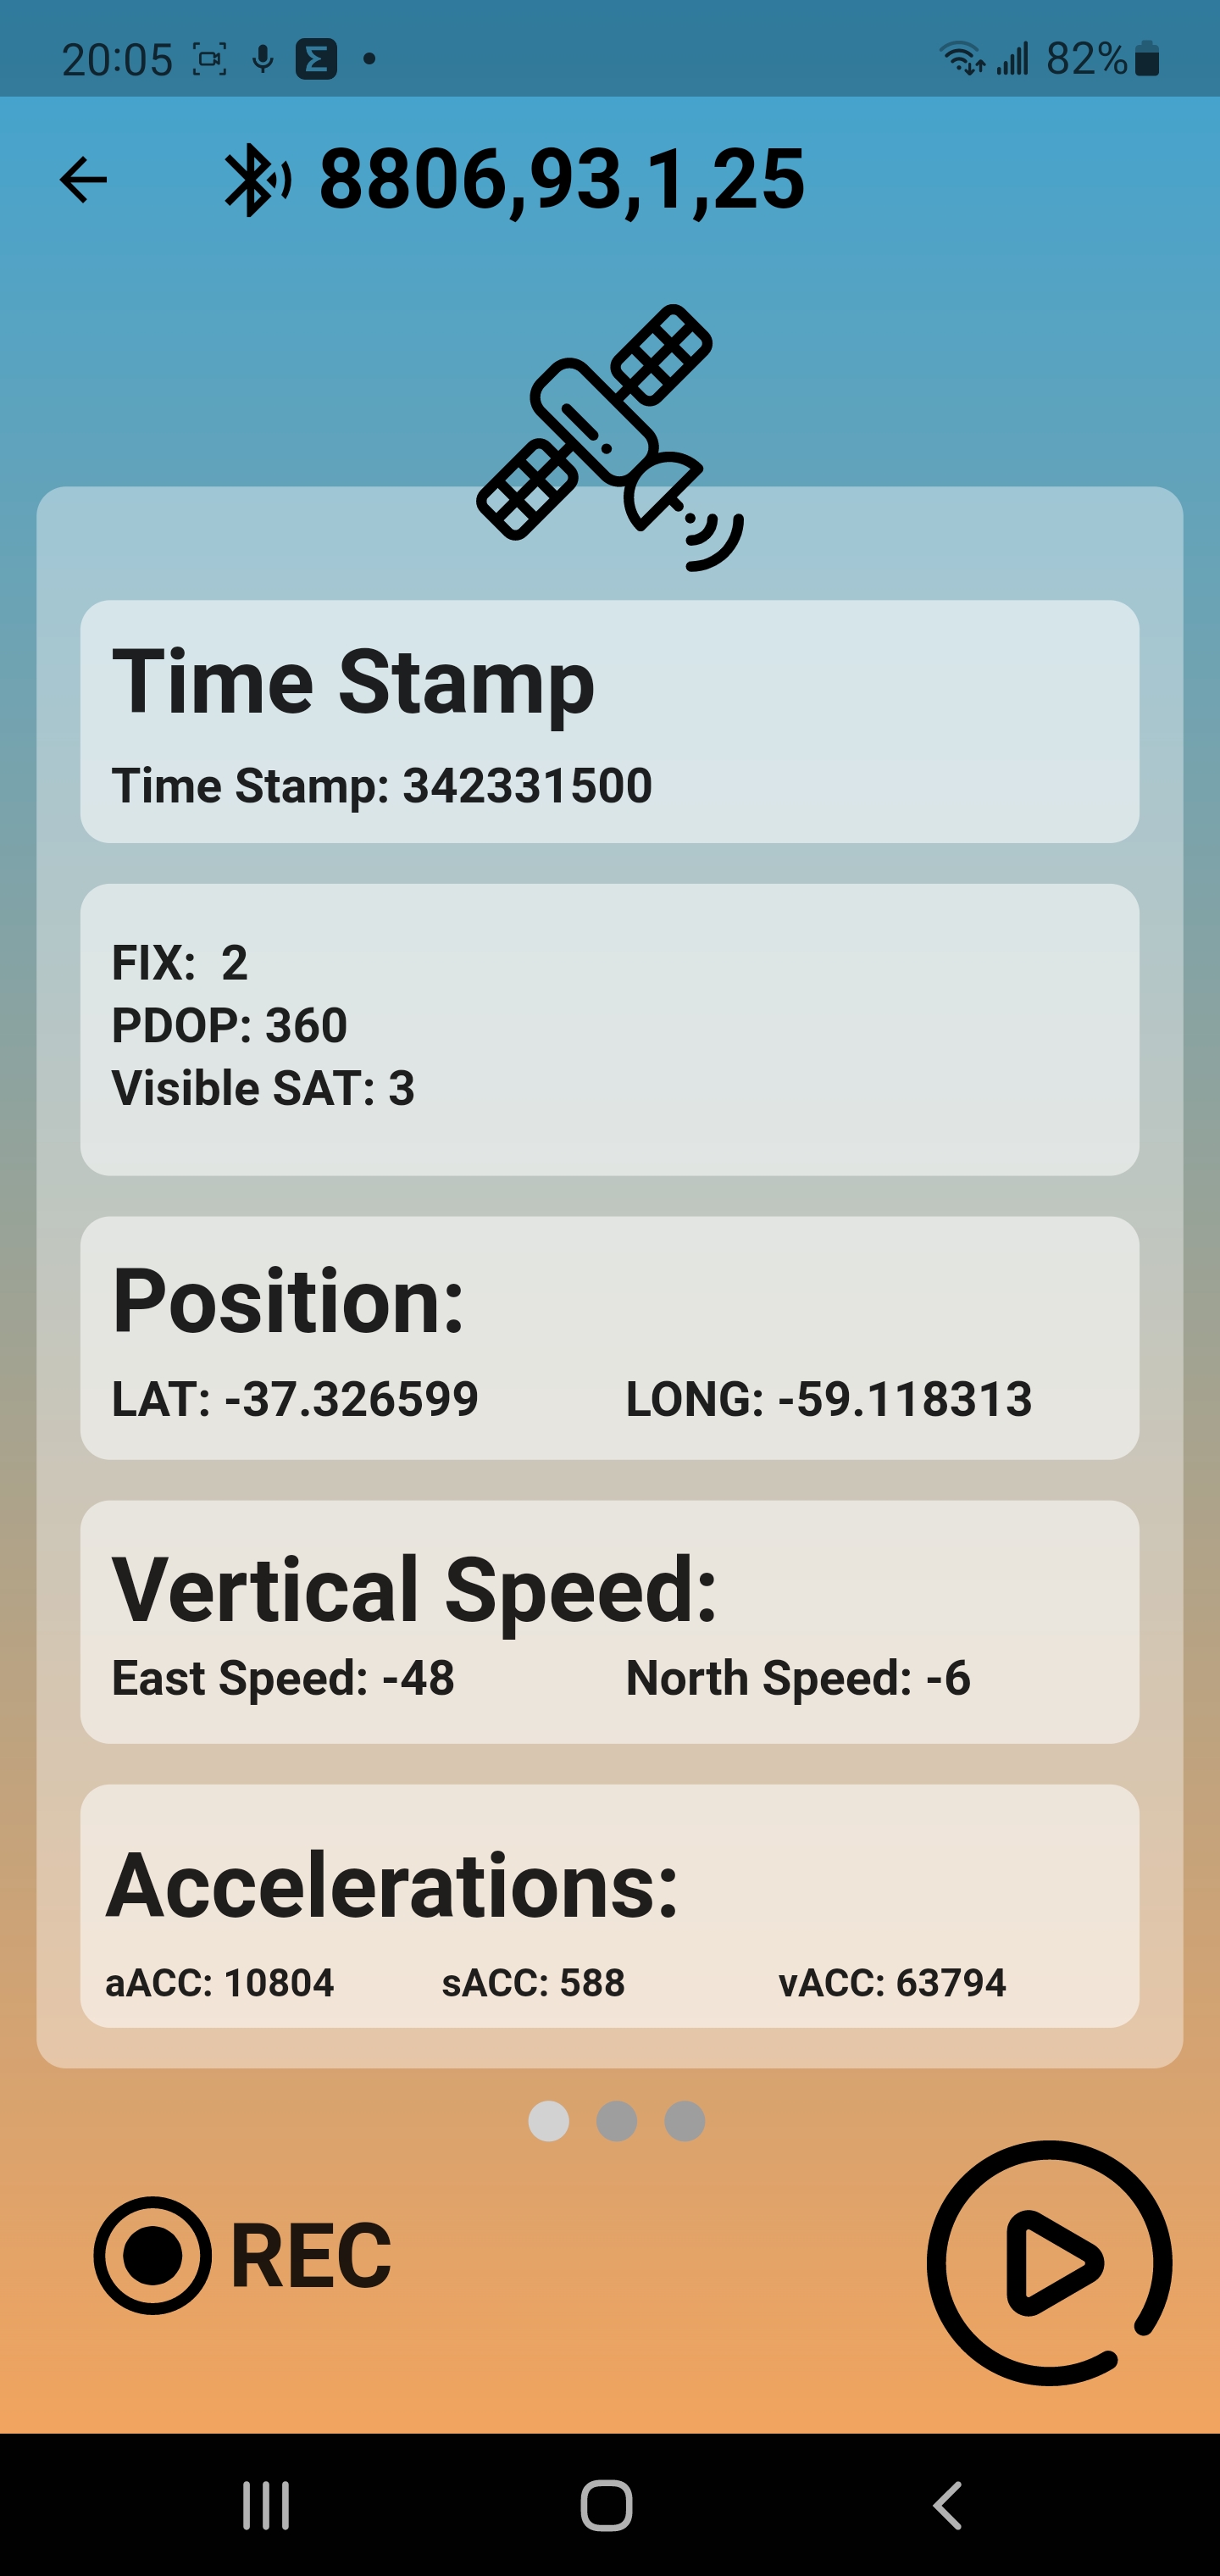 20:05 82%
8806,93,1,25
Time Stamp
Time Stamp: 342331500
FIX:  2
PDOP: 360
Visible SAT: 3
Position:
LAT: -37.326599 LONG: -59.118313
Vertical Speed:
East Speed: -48 North Speed: -6
Accelerations:
aACC: 10804 sACC: 588 vACC: 63794
REC